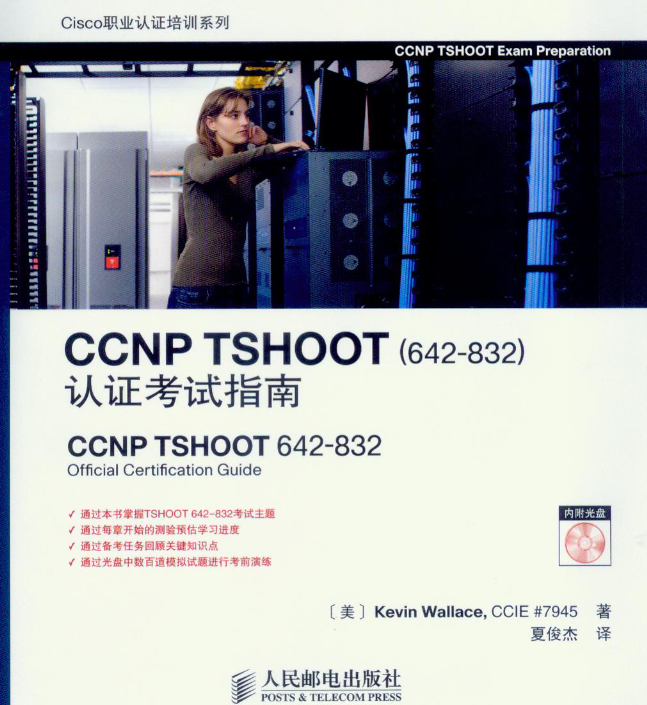 Cisco职业认证培训系列
CCNP TSHOOT Exam Preparation
CCNP TSHOOT (642-832)
认证考试指南
CCNP TSHOOT 642-832
Official Certification Guide
✓ 通过本书掌握TSHOOT 642-832考试主题
✓ 通过每章开始的测验预估学习进度
✓ 通过备考任务回顾关键知识点
✓ 通过光盘中数百道模拟试题进行考前演练
内附光盘
〔美〕Kevin Wallace, CCIE #7945 著
夏俊杰 译
人民邮电出版社
POSTS & TELECOM PRESS